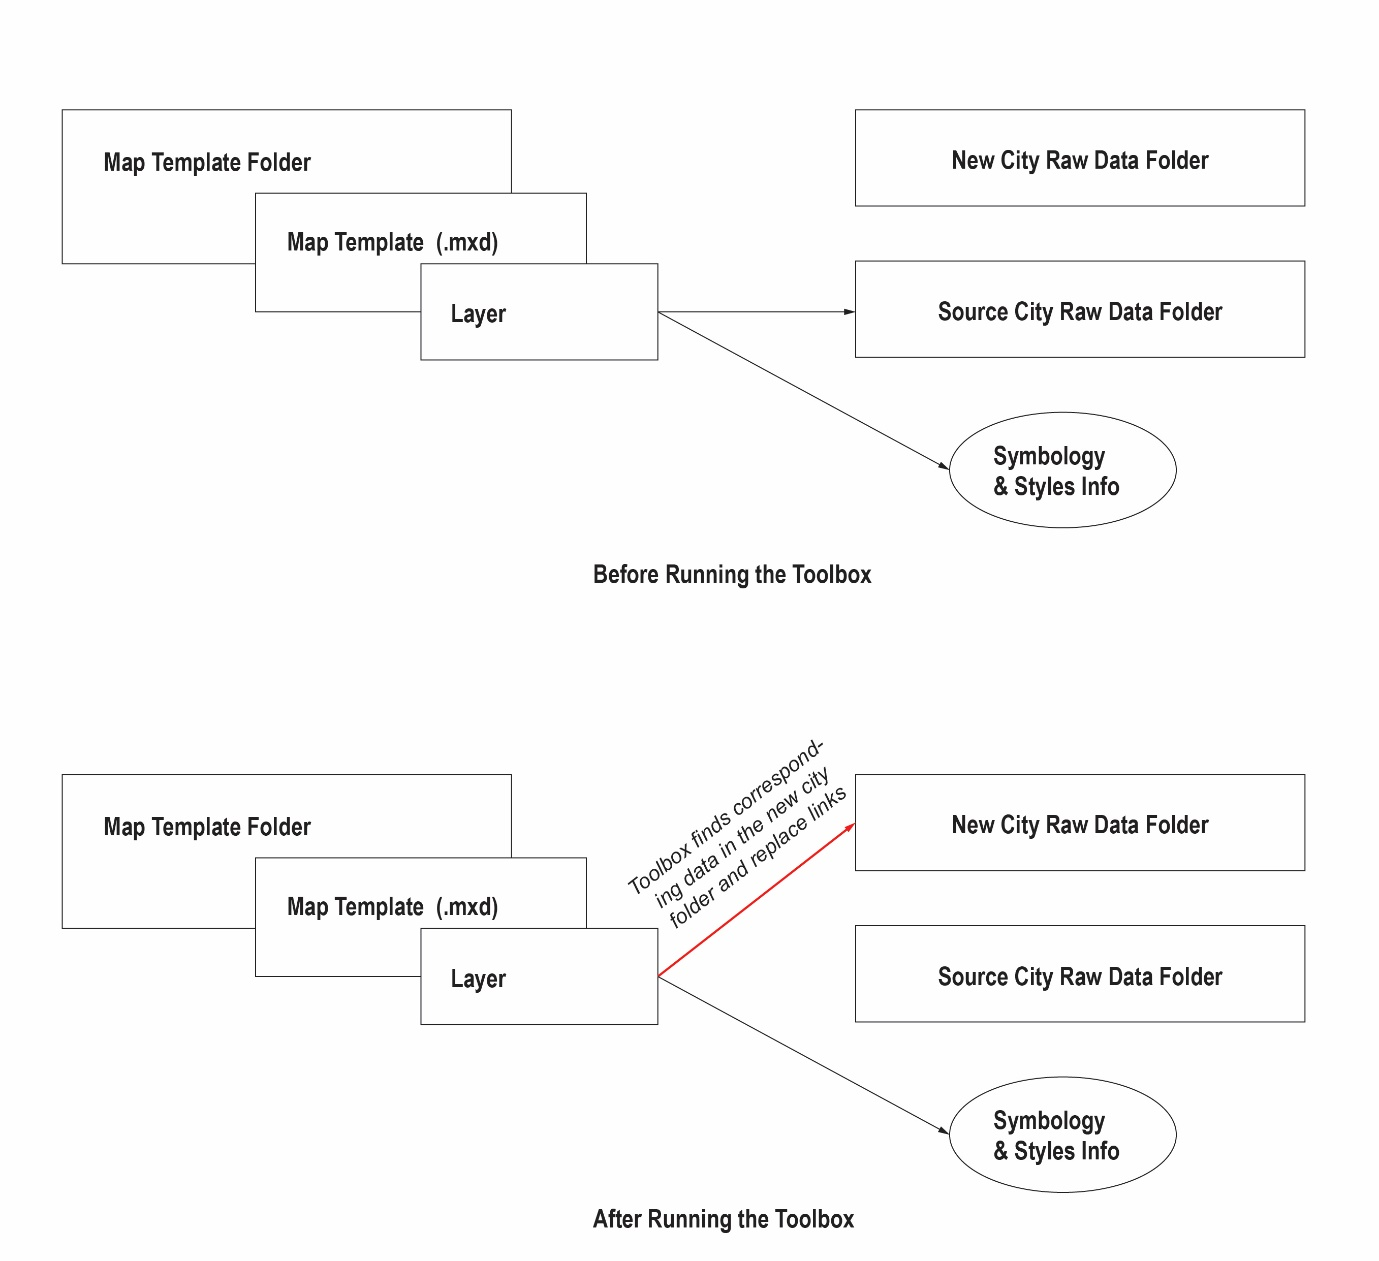 Map Template Folder
New City Raw Data Folder
Map Template (.mxd)
Layer
Source City Raw Data Folder
Symbology
& Styles Info
Before Running the Toolbox
Toolbox finds correspond-
ing data in the new city
folder and replace links
Map Template Folder
New City Raw Data Folder
Map Template (.mxd)
Layer
Source City Raw Data Folder
Symbology
& Styles Info
After Running the Toolbox